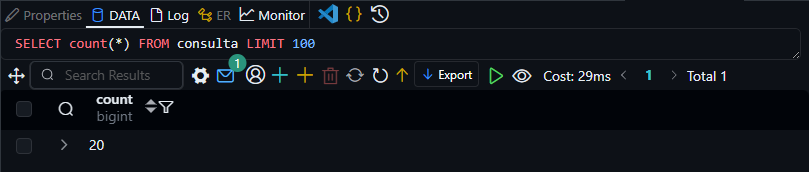 Properties DATA Log ER Monitor {}
SELECT count(*) FROM consulta LIMIT 100
Search Results 1 Export Cost: 29ms < 1 > Total 1
count
bigint
> 20